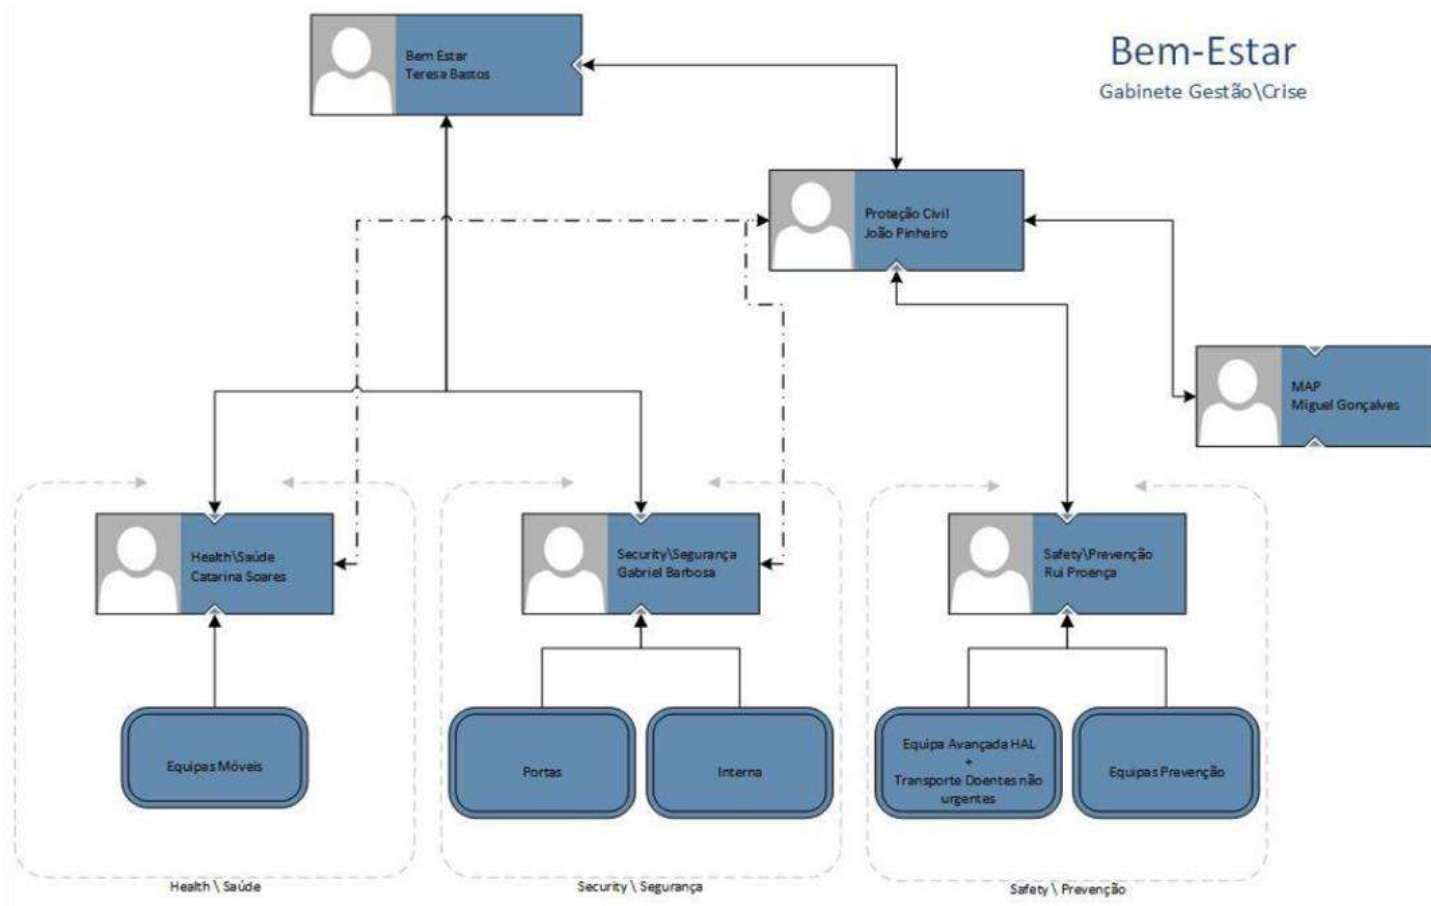 Bem-Estar
Gabinete Gestão\Crise
Bem Estar
Teresa Bastos
Proteção Civil
João Pinheiro
MAP
Miguel Gonçalves
Health\Saúde
Catarina Soares
Security\Segurança
Gabriel Barbosa
Safety\Prevenção
Rui Proença
Equipas Móveis
Portas
Interna
Equipa Avançada HAL
+
Transporte Doentes não
urgentes
Equipas Prevenção
Health \ Saúde
Security \ Segurança
Safety \ Prevenção